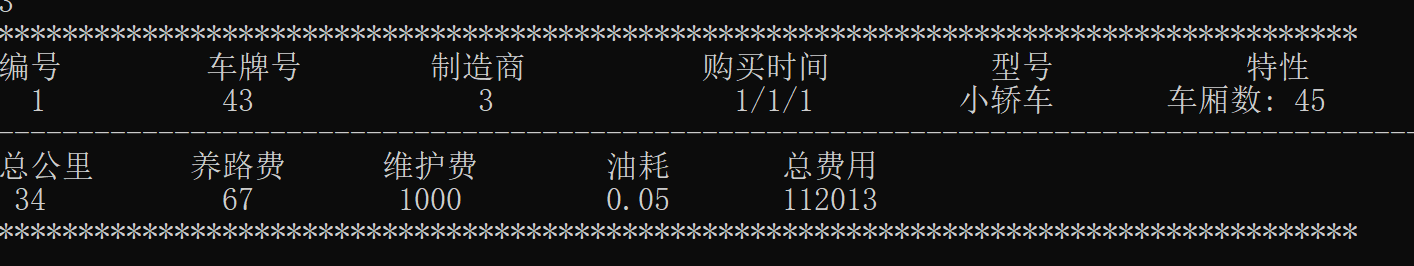 3
*************************************************************************************
编号 车牌号 制造商 购买时间 型号 特性
1 43 3 1/1/1 小轿车 车厢数: 45
-----------------------------------------------------------------------------------------
总公里 养路费 维护费 油耗 总费用
34 67 1000 0.05 112013
*************************************************************************************